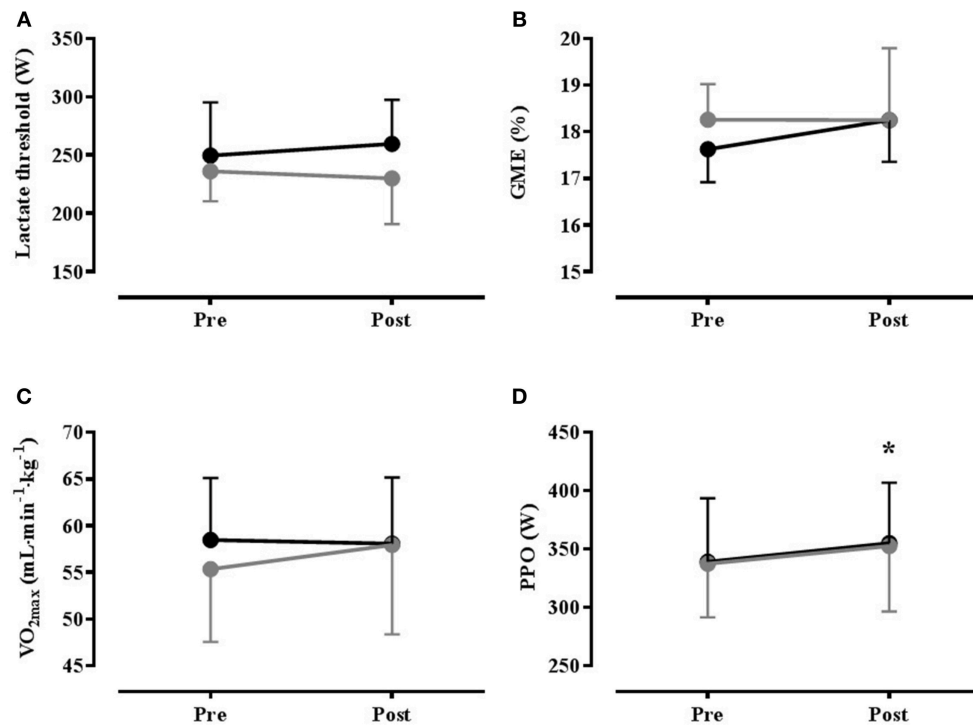 A
Lactate threshold (W)
350
300
250
200
150
Pre Post
B
GME (%)
20
19
18
17
16
15
Pre Post
C
VO₂max (mL·min⁻¹·kg⁻¹)
70
65
60
55
50
45
Pre Post
D
PPO (W)
450
400
350
300
250
*
Pre Post